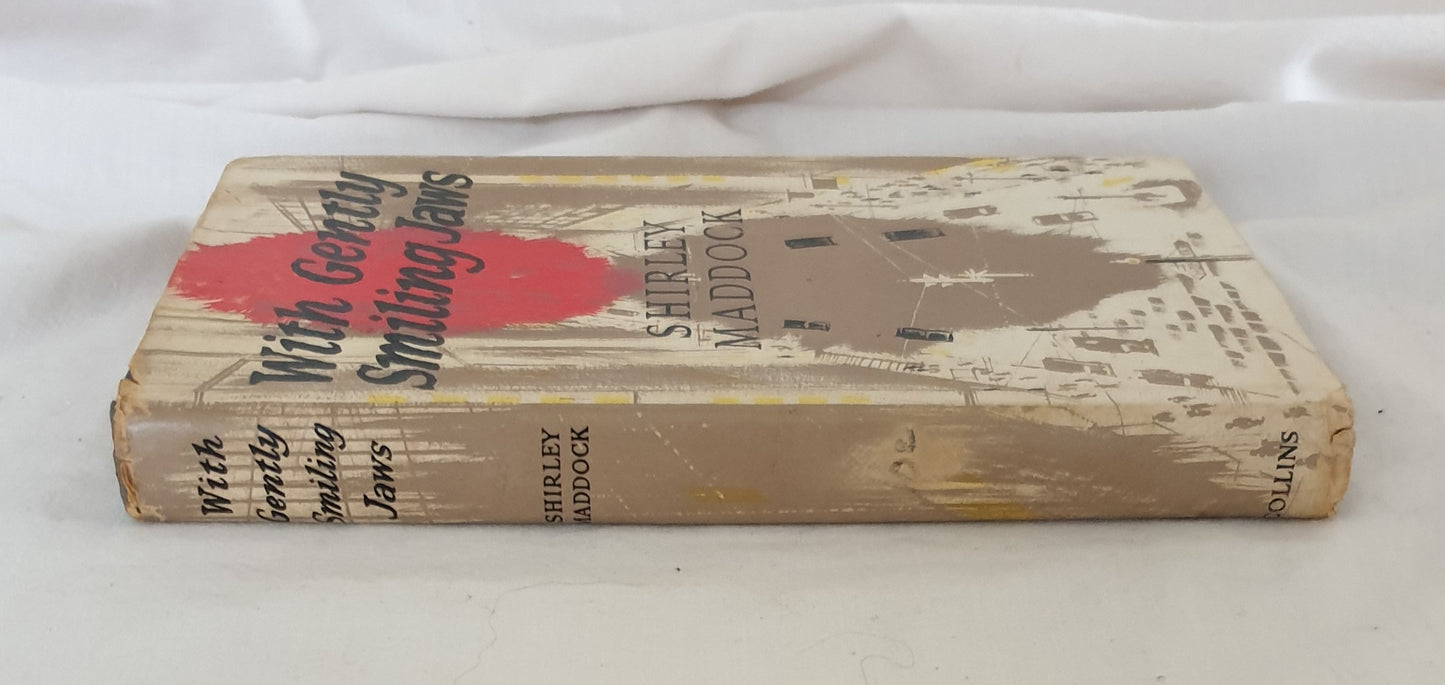 With Gently
Smiling Jaws
SHIRLEY
MADDOCK
With
Gently
Smiling
Jaws
SHIRLEY
MADDOCK
COLLINS